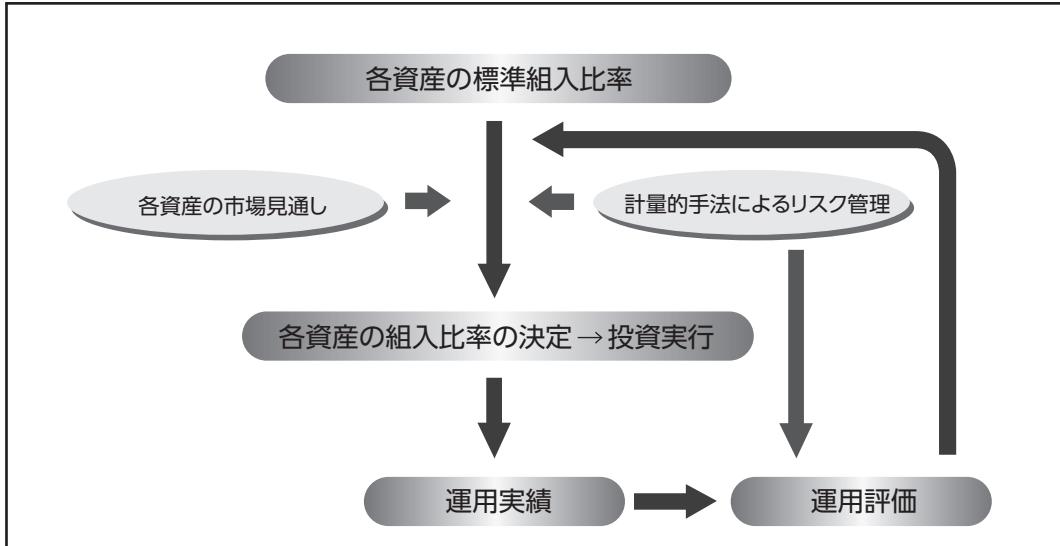 各資産の標準組入比率
各資産の市場見通し
計量的手法によるリスク管理
各資産の組入比率の決定→投資実行
運用実績
運用評価